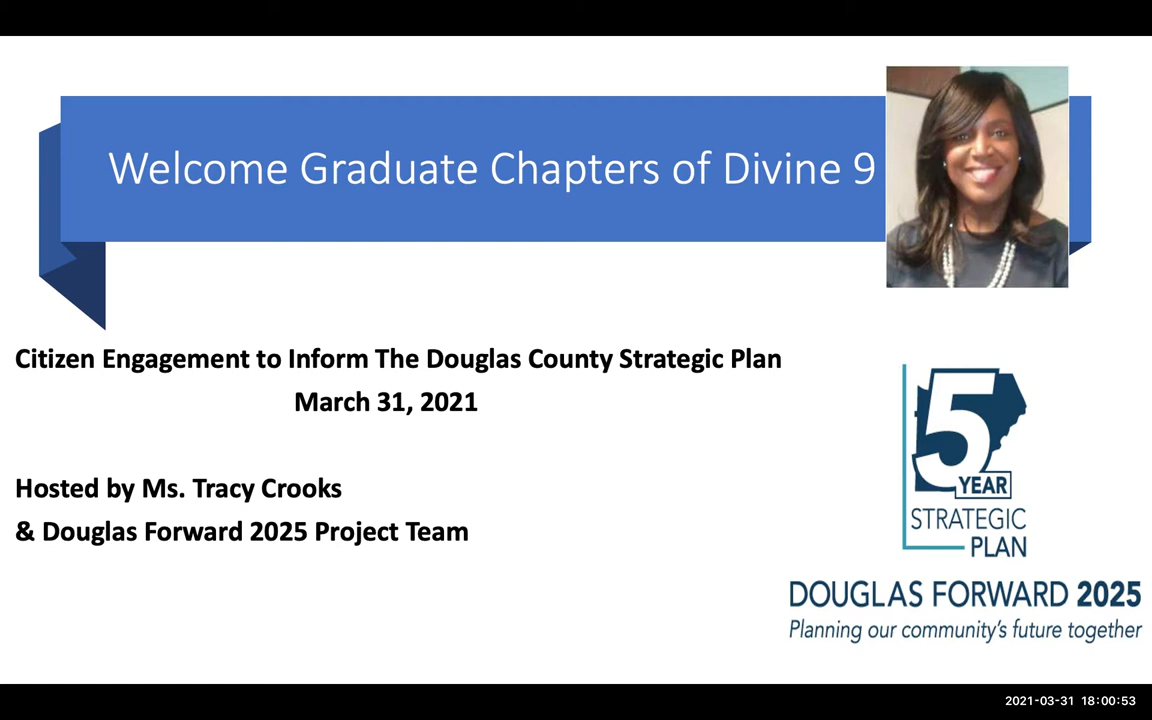 Welcome Graduate Chapters of Divine 9
Citizen Engagement to Inform The Douglas County Strategic Plan
March 31, 2021
Hosted by Ms. Tracy Crooks
& Douglas Forward 2025 Project Team
5
YEAR
STRATEGIC
PLAN
DOUGLAS FORWARD 2025
Planning our community's future together
2021-03-31 18:00:53